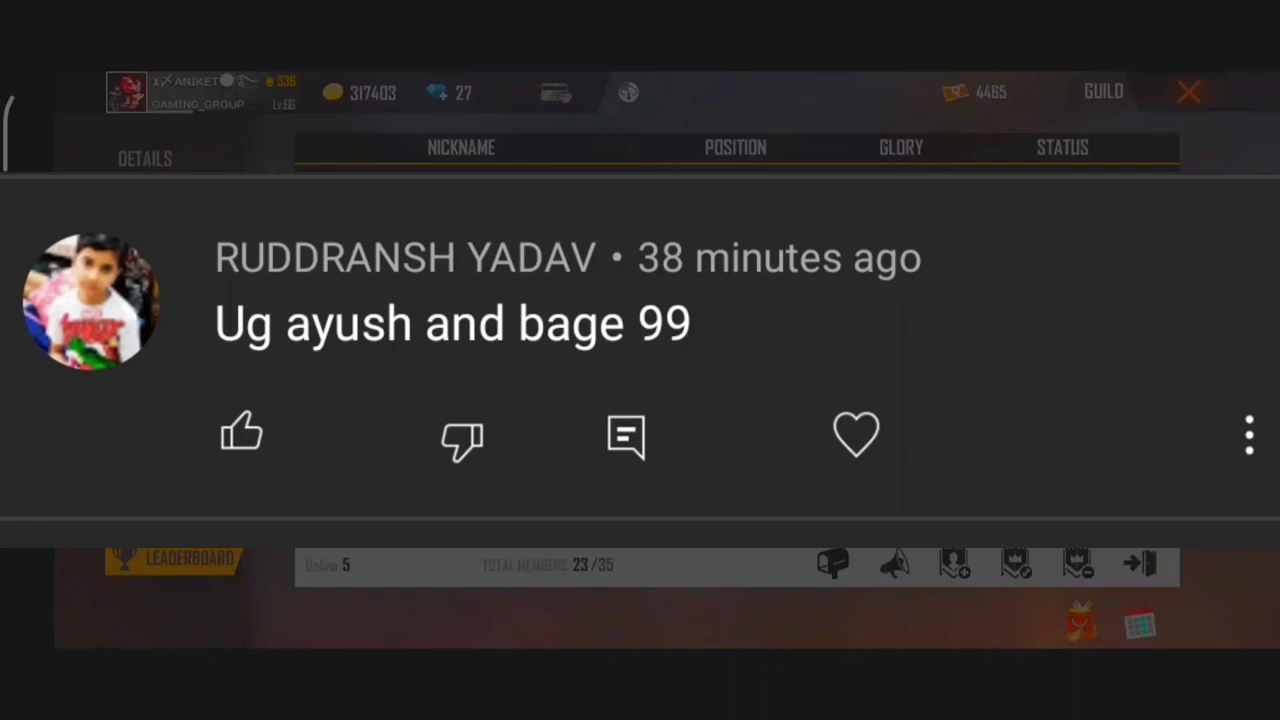 ANIKET 336
GAMING_GROUP Lv.66
317403
27
4465
GUILD
DETAILS
NICKNAME POSITION GLORY STATUS
RUDDRANSH YADAV • 38 minutes ago
Ug ayush and bage 99
LEADERBOARD
Online 5
TOTAL MEMBERS 23/35